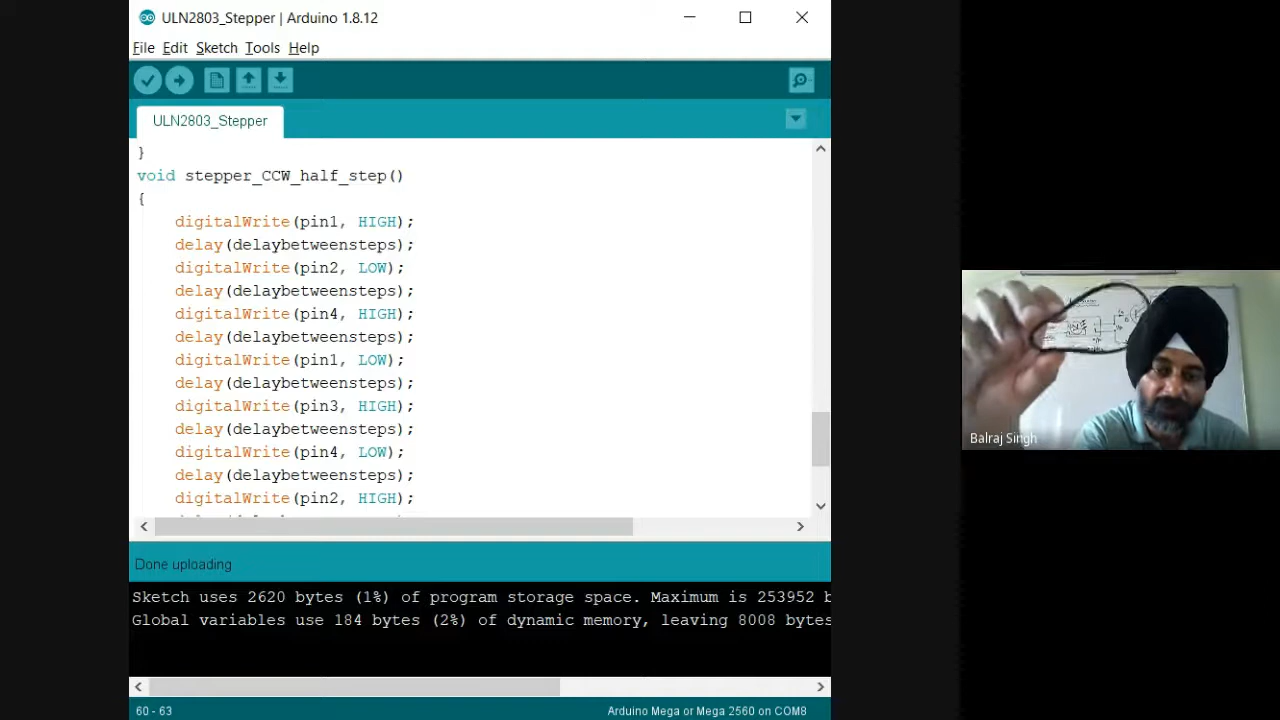 ULN2803_Stepper | Arduino 1.8.12
File Edit Sketch Tools Help
ULN2803_Stepper
}
void stepper_CCW_half_step()
{
digitalWrite(pin1, HIGH);
delay(delaybetweensteps);
digitalWrite(pin2, LOW);
delay(delaybetweensteps);
digitalWrite(pin4, HIGH);
delay(delaybetweensteps);
digitalWrite(pin1, LOW);
delay(delaybetweensteps);
digitalWrite(pin3, HIGH);
delay(delaybetweensteps);
digitalWrite(pin4, LOW);
delay(delaybetweensteps);
digitalWrite(pin2, HIGH);
Balraj Singh
Done uploading
Sketch uses 2620 bytes (1%) of program storage space. Maximum is 253952 b
Global variables use 184 bytes (2%) of dynamic memory, leaving 8008 bytes
60 - 63
Arduino Mega or Mega 2560 on COM8